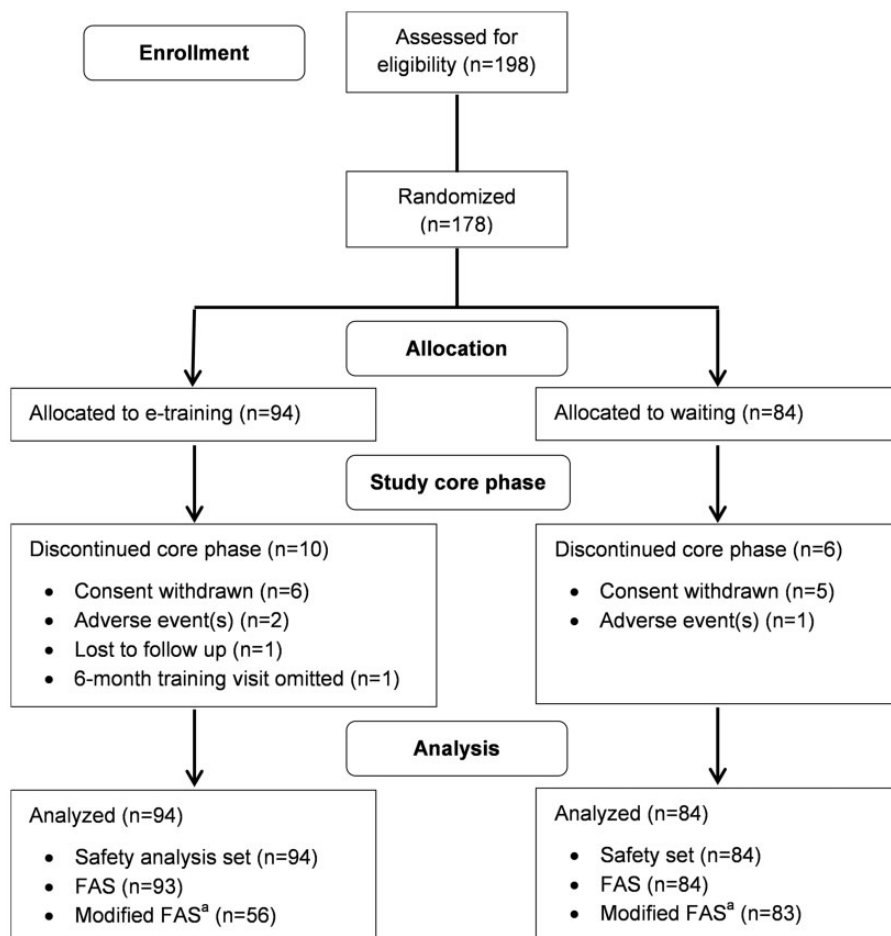 Enrollment
Assessed for
eligibility (n=198)
Randomized
(n=178)
Allocation
Allocated to e-training (n=94)
Allocated to waiting (n=84)
Study core phase
Discontinued core phase (n=10)
• Consent withdrawn (n=6)
• Adverse event(s) (n=2)
• Lost to follow up (n=1)
• 6-month training visit omitted (n=1)
Discontinued core phase (n=6)
• Consent withdrawn (n=5)
• Adverse event(s) (n=1)
Analysis
Analyzed (n=94)
• Safety analysis set (n=94)
• FAS (n=93)
• Modified FASᵃ (n=56)
Analyzed (n=84)
• Safety set (n=84)
• FAS (n=84)
• Modified FASᵃ (n=83)